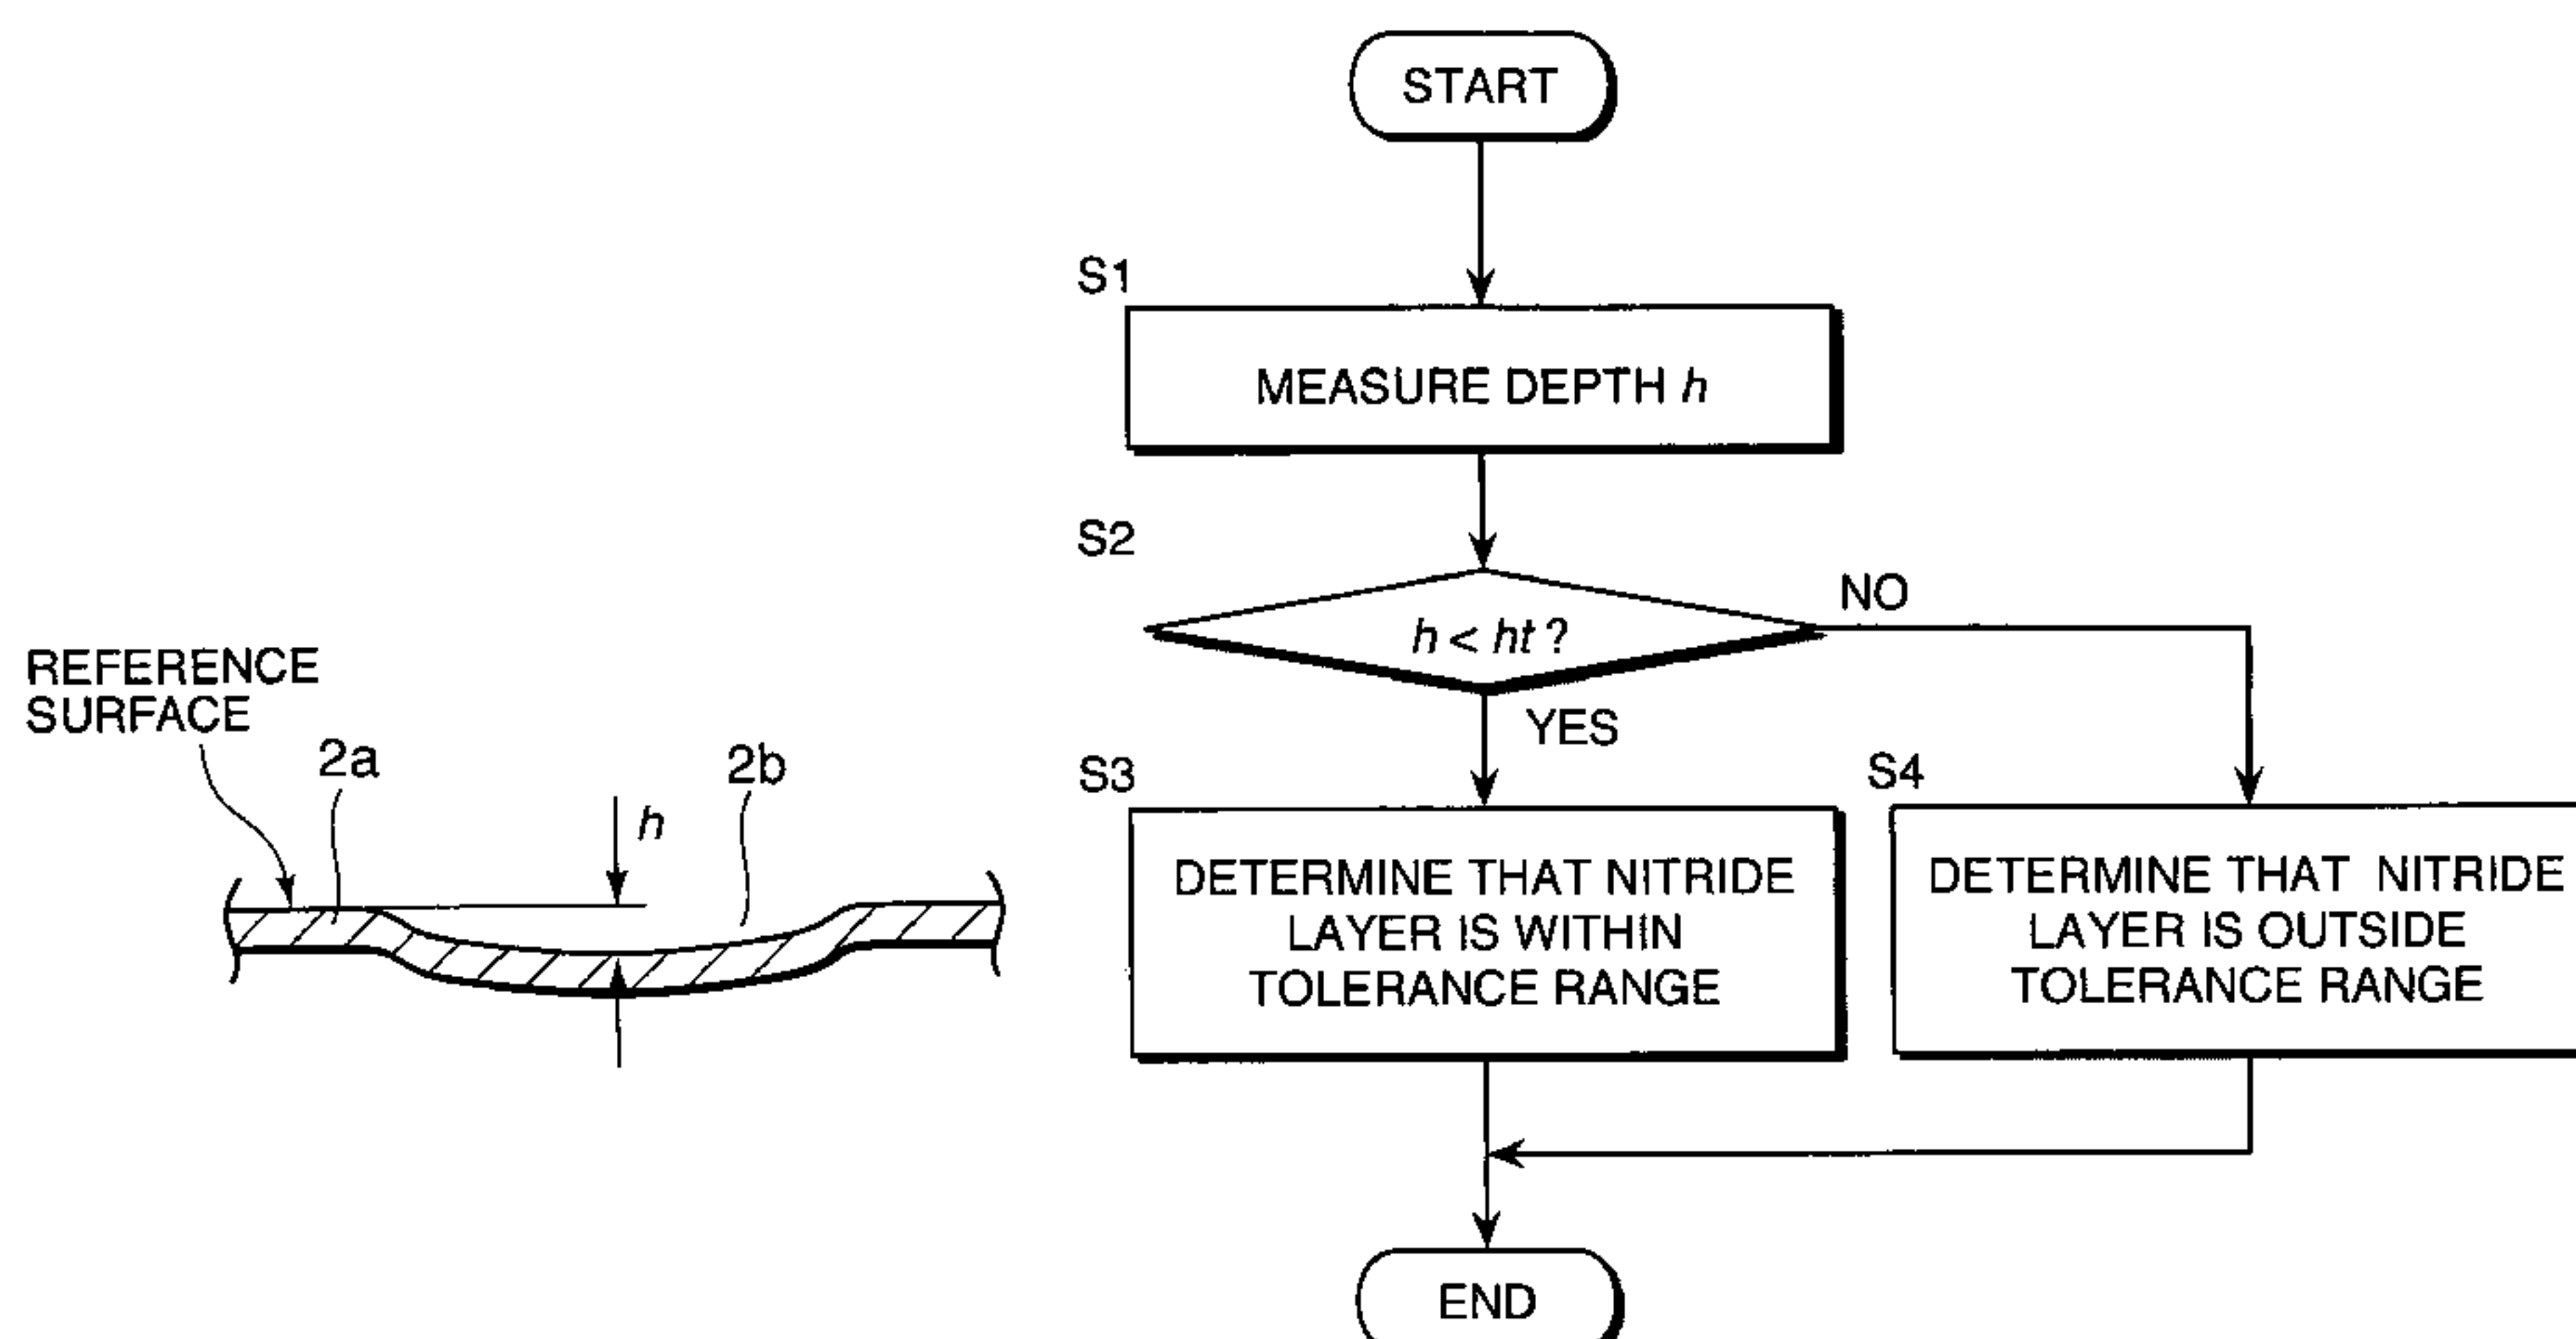 REFERENCE
SURFACE
2a
h
2b
START
S1
MEASURE DEPTH h
S2
h < ht ?
NO
YES
S3
DETERMINE THAT NITRIDE
LAYER IS WITHIN
TOLERANCE RANGE
S4
DETERMINE THAT NITRIDE
LAYER IS OUTSIDE
TOLERANCE RANGE
END